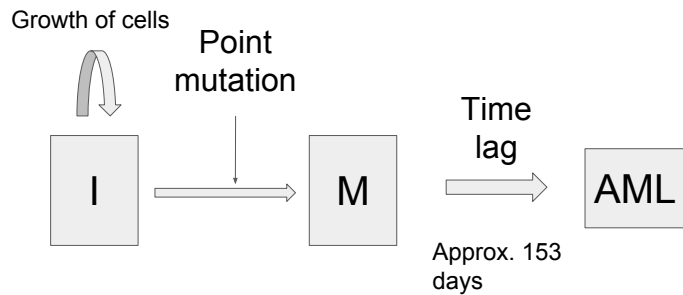 Growth of cells
Point
mutation
Time
lag
I
M
AML
Approx. 153
days